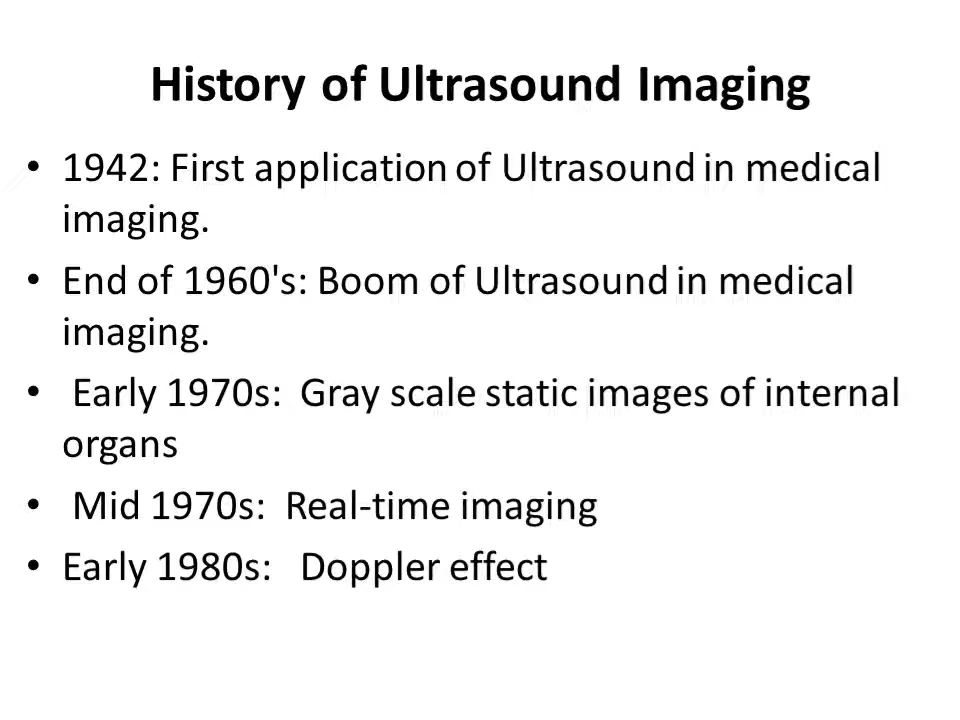 History of Ultrasound Imaging
• 1942: First application of Ultrasound in medical
imaging.
• End of 1960's: Boom of Ultrasound in medical
imaging.
• Early 1970s:  Gray scale static images of internal
organs
• Mid 1970s:  Real-time imaging
• Early 1980s:   Doppler effect